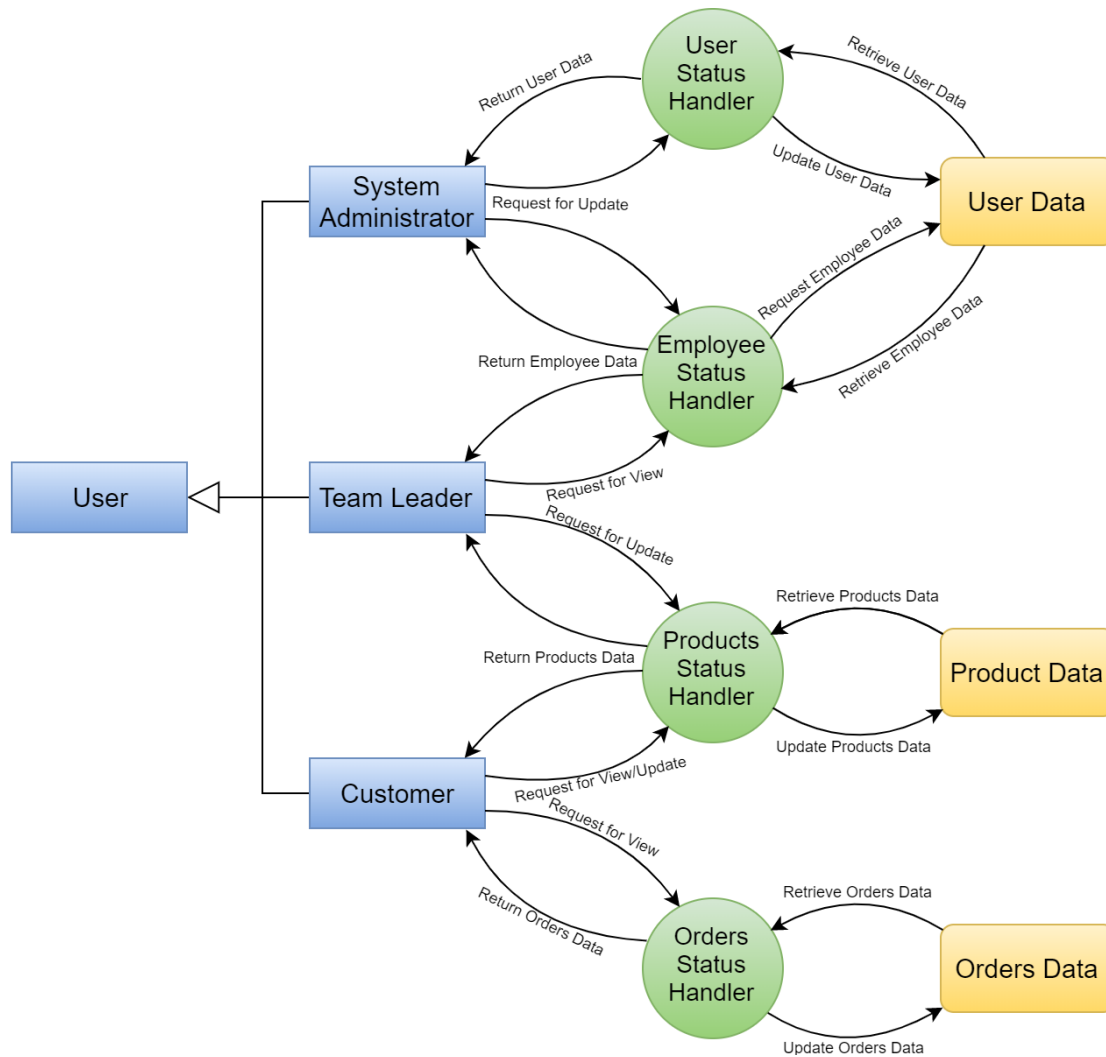 User
Status
Handler
Return User Data
Retrieve User Data
Update User Data
System
Administrator
Request for Update
User Data
Request Employee Data
Retrieve Employee Data
Employee
Status
Handler
Return Employee Data
User
Team Leader
Request for View
Request for Update
Retrieve Products Data
Products
Status
Handler
Return Products Data
Product Data
Update Products Data
Customer
Request for View/Update
Request for View
Return Orders Data
Retrieve Orders Data
Orders
Status
Handler
Orders Data
Update Orders Data